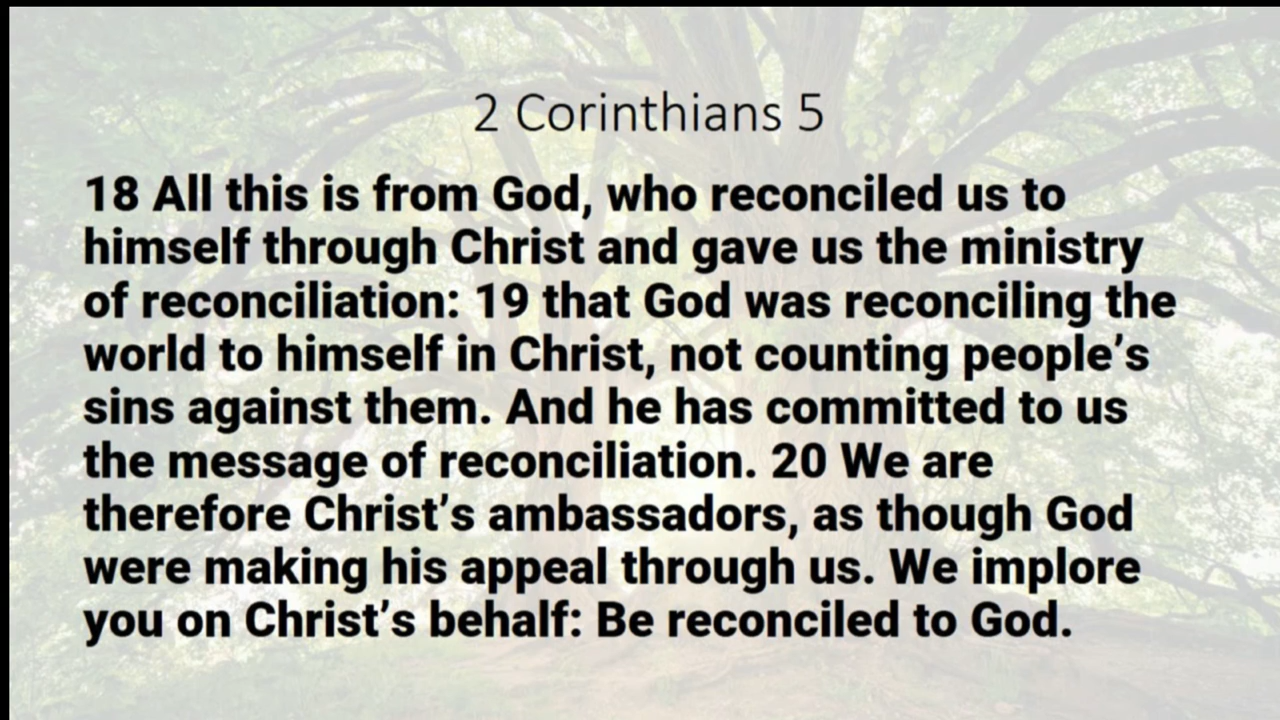 2 Corinthians 5
18 All this is from God, who reconciled us to
himself through Christ and gave us the ministry
of reconciliation: 19 that God was reconciling the
world to himself in Christ, not counting people’s
sins against them. And he has committed to us
the message of reconciliation. 20 We are
therefore Christ’s ambassadors, as though God
were making his appeal through us. We implore
you on Christ’s behalf: Be reconciled to God.